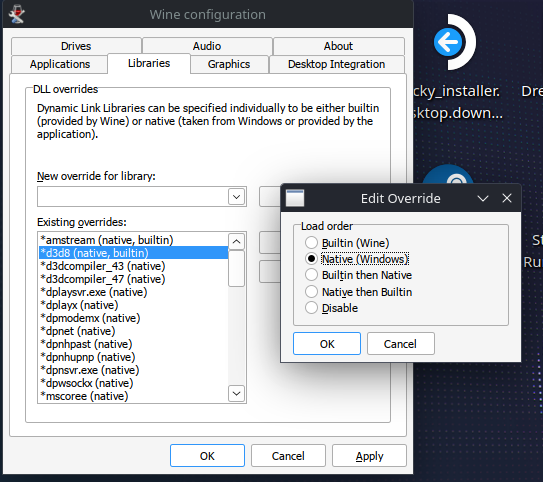 Wine configuration
Drives
Audio
About
Applications
Libraries
Graphics
Desktop Integration
DLL overrides
Dynamic Link Libraries can be specified individually to be either builtin
(provided by Wine) or native (taken from Windows or provided by the
application).
New override for library:
Existing overrides:
*amstream (native, builtin)
*d3d8 (native, builtin)
*d3dcompiler_43 (native)
*d3dcompiler_47 (native)
*dplaysvr.exe (native)
*dplayx (native)
*dpmodemx (native)
*dpnet (native)
*dpnhpast (native)
*dpnhupnp (native)
*dpnsvr.exe (native)
*dpwsockx (native)
*mscoree (native)
OK
Cancel
Apply
Edit Override
Load order
Builtin (Wine)
Native (Windows)
Builtin then Native
Native then Builtin
Disable
OK
Cancel
cky_installer.
sktop.down...
Dre
St
Ru